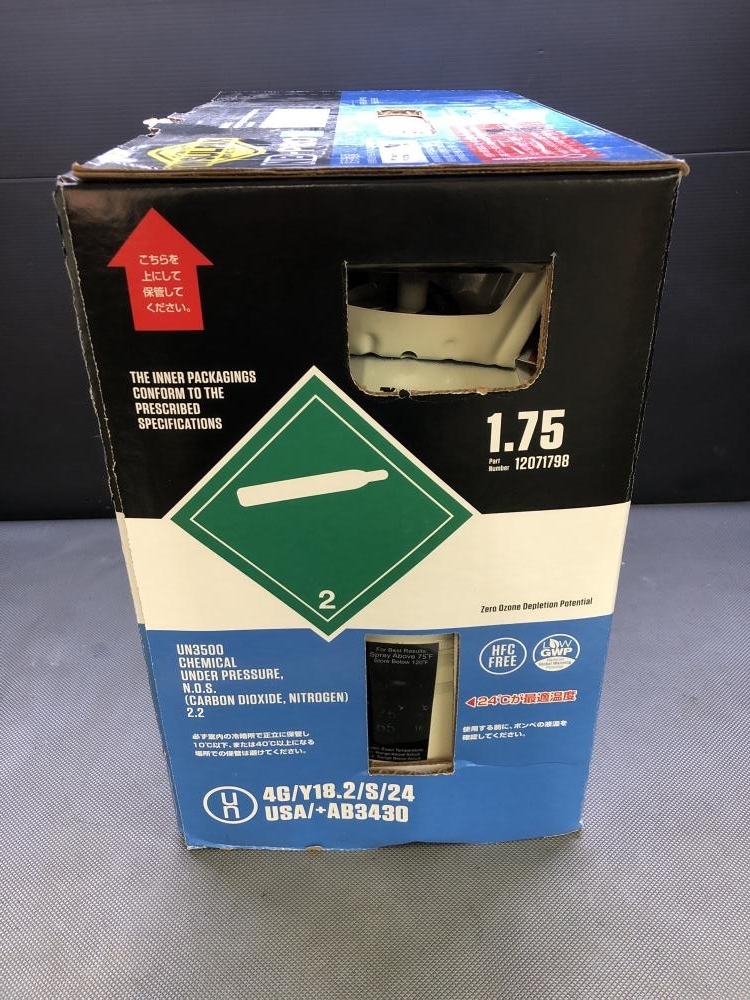 こちらを
上にして
保管して
ください。
THE INNER PACKAGINGS
CONFORM TO THE
PRESCRIBED
SPECIFICATIONS
1.75
Part
Number 12071798
2
Zero Ozone Depletion Potential
UN3500
CHEMICAL
UNDER PRESSURE,
N.O.S.
(CARBON DIOXIDE, NITROGEN)
2.2
必ず室内の冷暗所で正立に保管し
10℃以下、または40℃以上になる
場所での保管は避けてください。
For Best Results:
Spray Above 75°F
Store Below 120°F
HFC
FREE
LOW
GWP
Global Warming
◀24℃が最適温度
使用する前に、ボンベの液温を
確認してください。
un
4G/Y18.2/S/24
USA/+AB3430